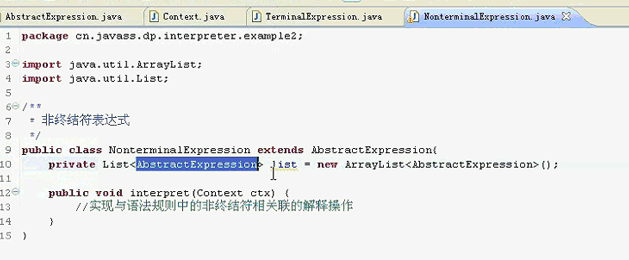 AbstractExpression.java Context.java TerminalExpression.java NonterminalExpression.java
1 package cn.javass.dp.interpreter.example2;
2
3 import java.util.ArrayList;
4 import java.util.List;
5
6 /**
7 * 非终结符表达式
8 */
9 public class NonterminalExpression extends AbstractExpression{
10 private List<AbstractExpression> list = new ArrayList<AbstractExpression>();
11
12 public void interpret(Context ctx) {
13 //实现与语法规则中的非终结符相关联的解释操作
14 }
15 }